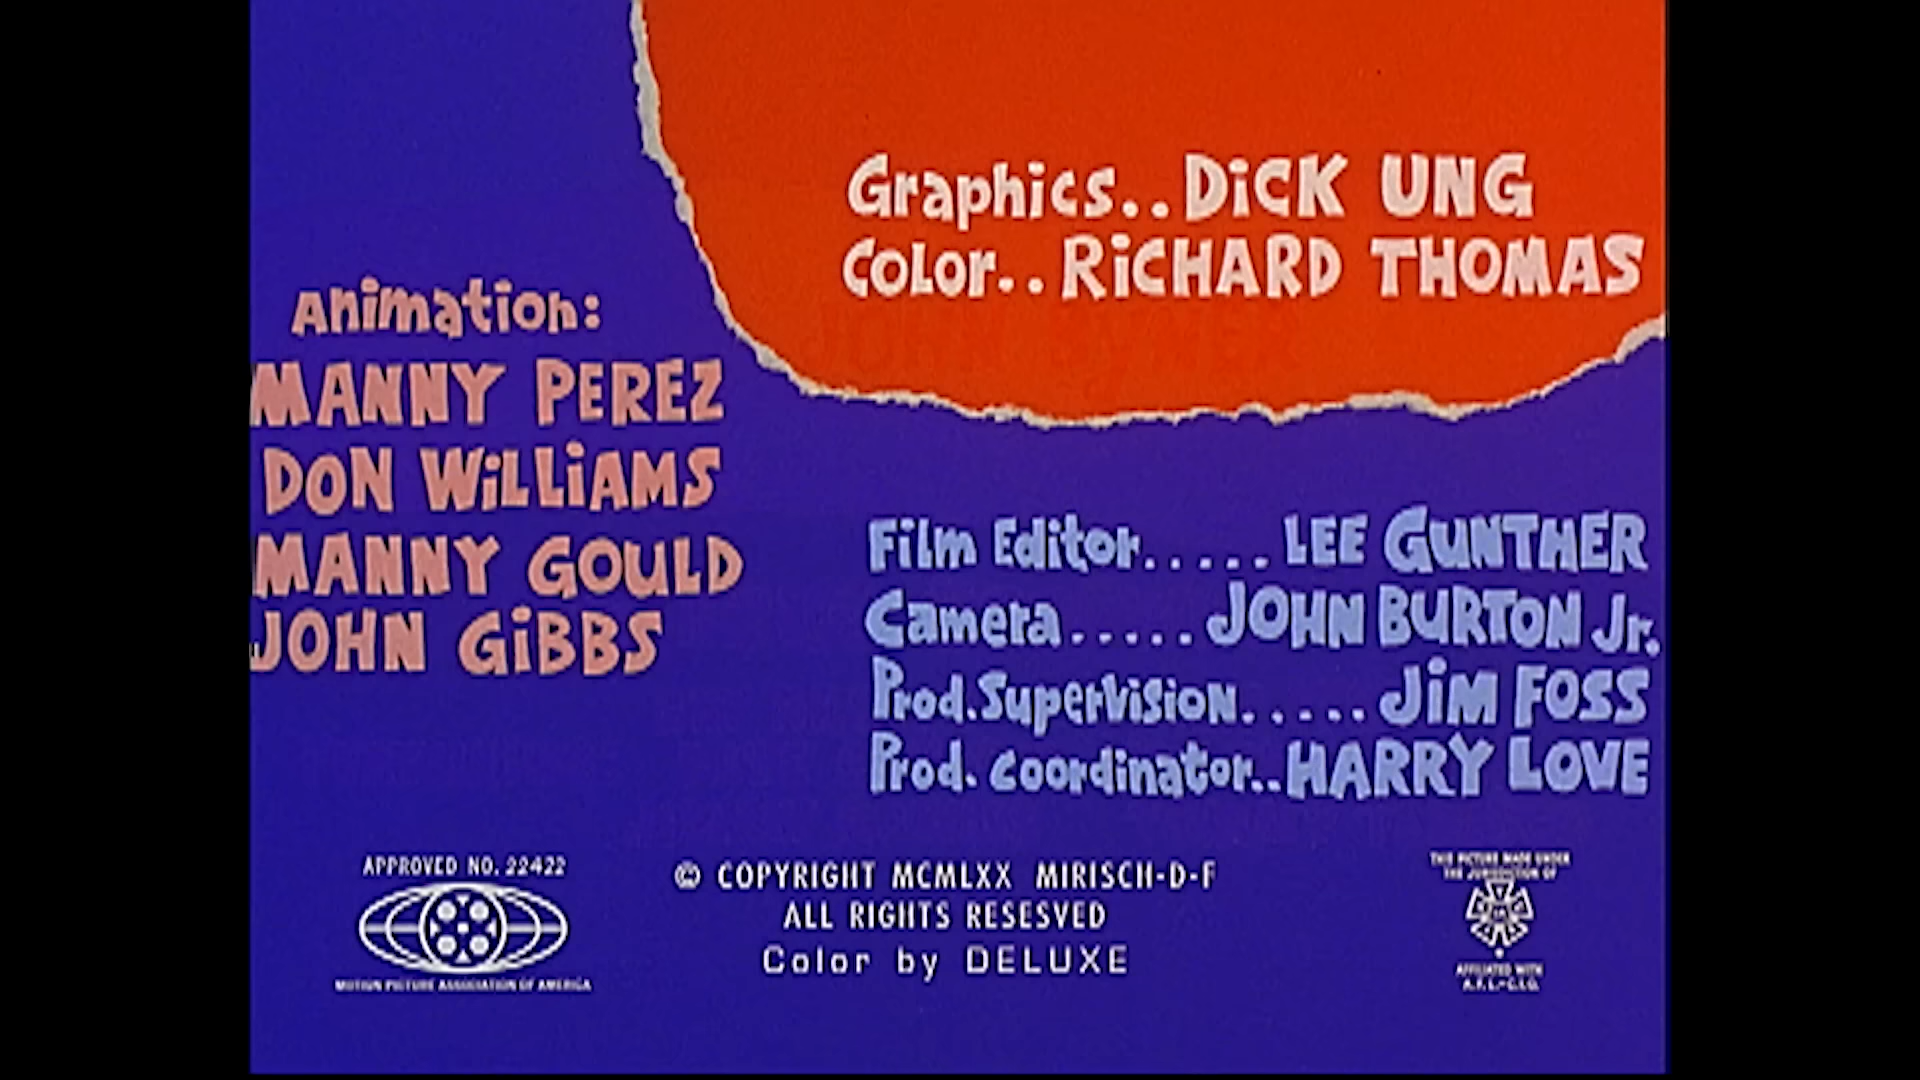 Graphics..DiCK UNG
Color..RiCHARD THOMAS
Animation:
MANNY PEREZ
DON WiLLiAMS
MANNY GOULD
JOHN GiBBS
Film Editor.....LEE GUNTHER
Camera.....JOHN BURTON Jr.
Prod.Supervision.....JiM FOSS
Prod. Coordinator..HARRY LOVE
APPROVED NO. 22422
MOTION PICTURE ASSOCIATION OF AMERICA
© COPYRIGHT MCMLXX MIRISCH-D-F
ALL RIGHTS RESESVED
Color by DELUXE
THIS PICTURE MADE UNDER
THE JURISDICTION OF
AFFILIATED WITH
A.F.L.-C.I.O.